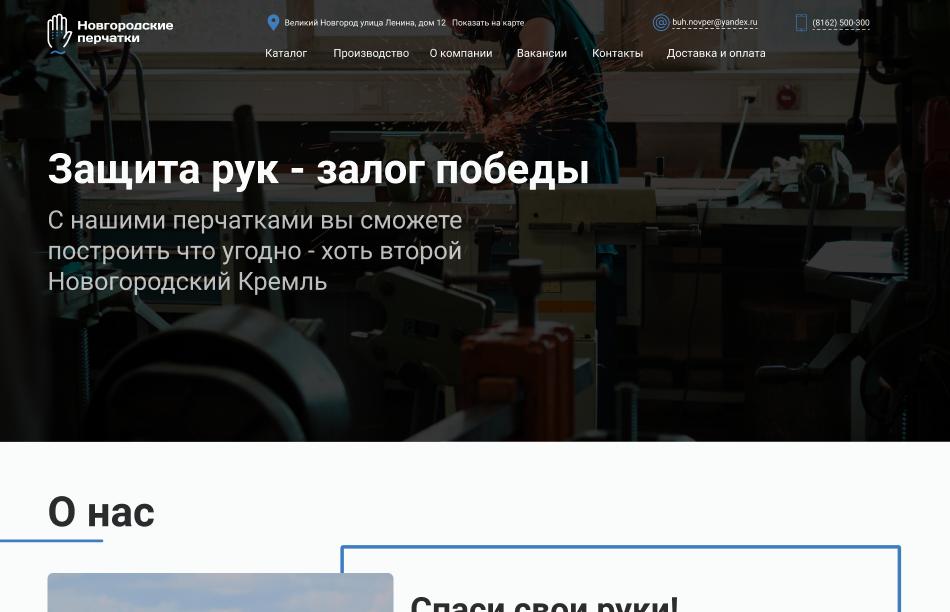 Новгородские
перчатки
Великий Новгород улица Ленина, дом 12 Показать на карте
buh.novper@yandex.ru
(8162) 500-300
Каталог Производство О компании Вакансии Контакты Доставка и оплата
Защита рук - залог победы
С нашими перчатками вы сможете
построить что угодно - хоть второй
Новогородский Кремль
О нас
Спаси свои руки!